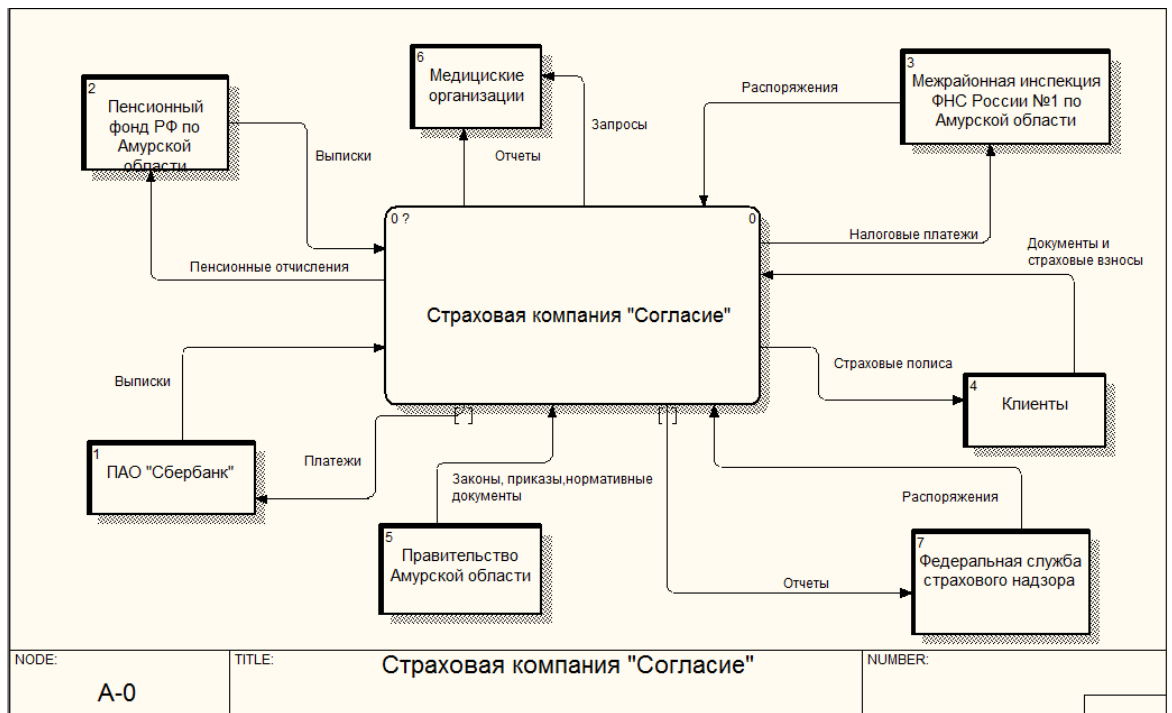 6
Медициские
организации
2
Пенсионный
фонд РФ по
Амурской
области
3
Межрайонная инспекция
ФНС России №1 по
Амурской области
Распоряжения
Запросы
Выписки
Отчеты
0 ?
0
Налоговые платежи
Документы и
страховые взносы
Пенсионные отчисления
Страховая компания "Согласие"
Страховые полиса
Выписки
4
Клиенты
1
ПАО "Сбербанк"
Платежи
Законы, приказы,нормативные
документы
Распоряжения
5
Правительство
Амурской области
7
Федеральная служба
страхового надзора
Отчеты
NODE:
A-0
TITLE:
Страховая компания "Согласие"
NUMBER: